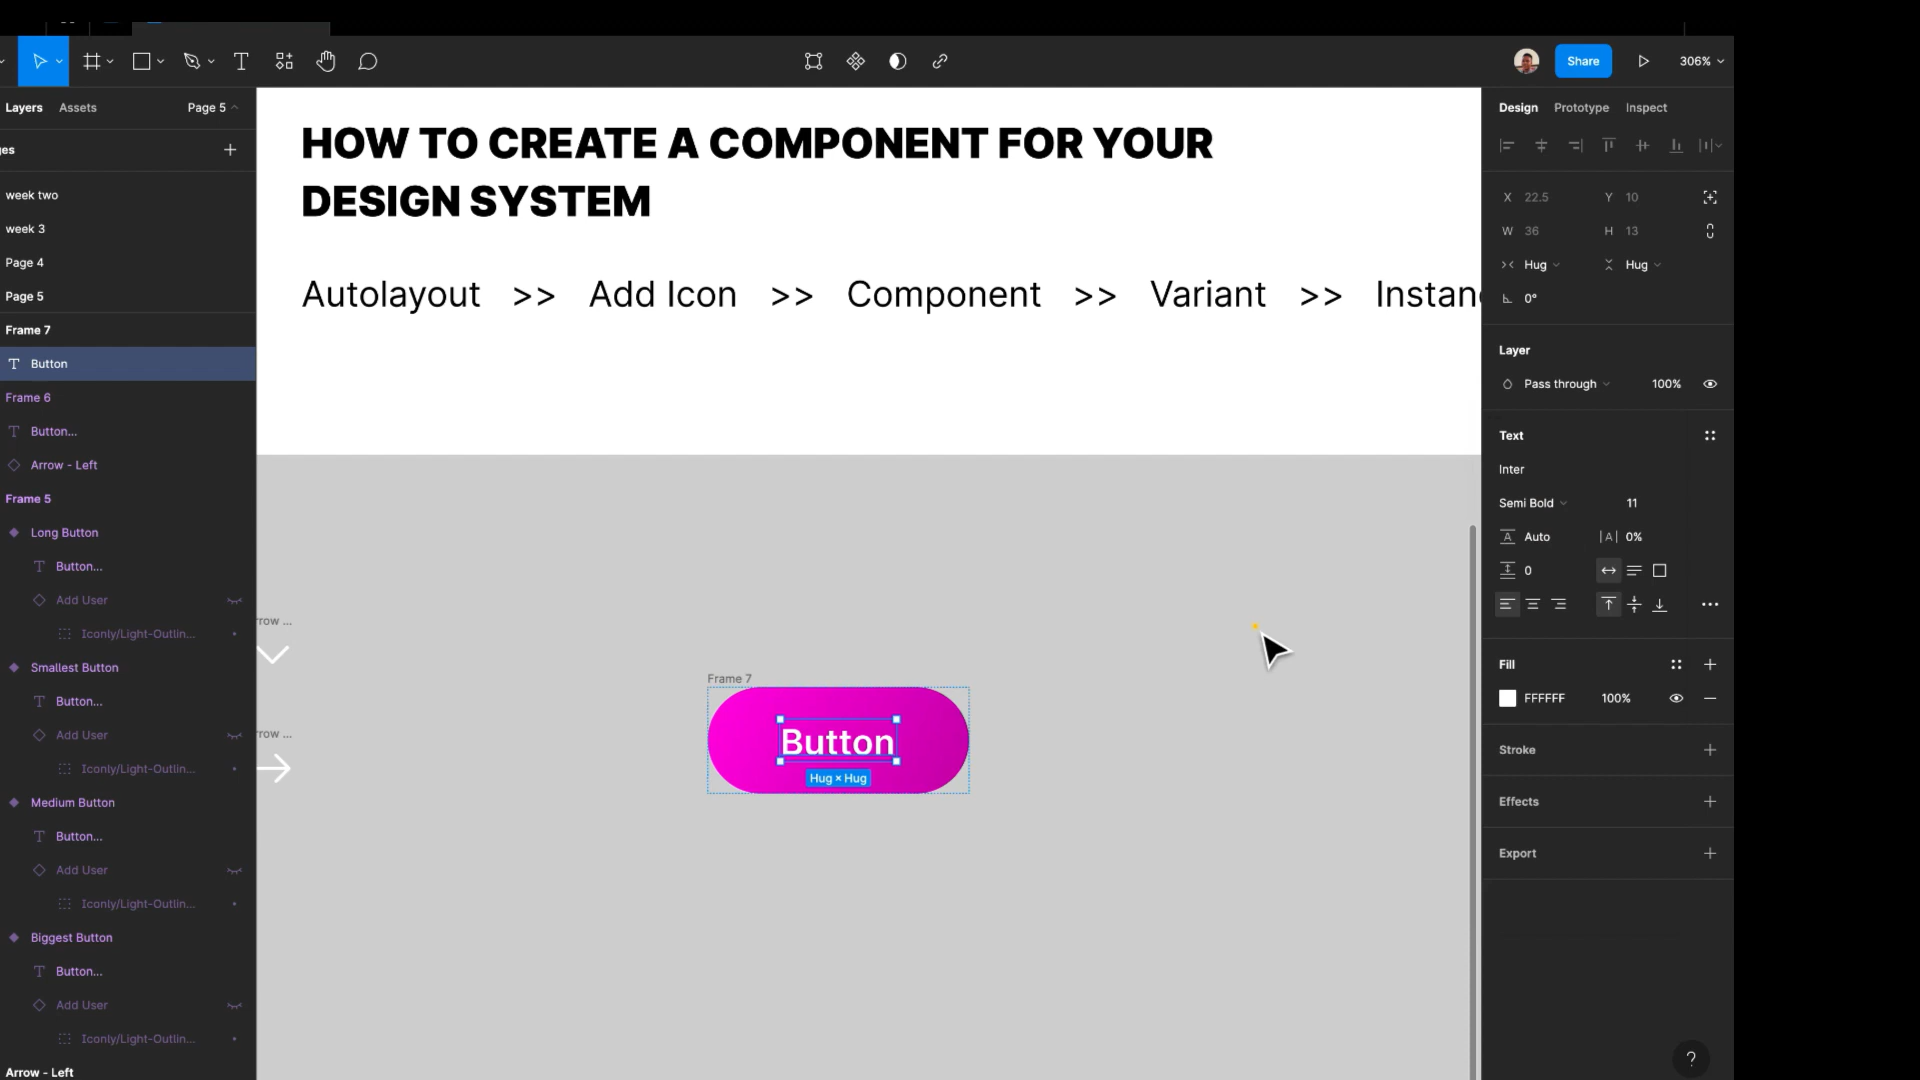 Share
306%
Layers
Assets
Page 5
Design
Prototype
Inspect
ges
week two
week 3
Page 4
Page 5
Frame 7
Button
Frame 6
Button...
Arrow - Left
Frame 5
Long Button
Button...
Add User
Iconly/Light-Outlin...
Smallest Button
Button...
Add User
Iconly/Light-Outlin...
Medium Button
Button...
Add User
Iconly/Light-Outlin...
Biggest Button
Button...
Add User
Iconly/Light-Outlin...
Arrow - Left
HOW TO CREATE A COMPONENT FOR YOUR
DESIGN SYSTEM
Autolayout >> Add Icon >> Component >> Variant >> Instanc
rrow ...
rrow ...
Frame 7
Button
Hug × Hug
X 22.5 Y 10
W 36 H 13
Hug Hug
0°
Layer
Pass through 100%
Text
Inter
Semi Bold 11
A Auto |A| 0%
0
Fill
FFFFFF 100%
Stroke
Effects
Export
?